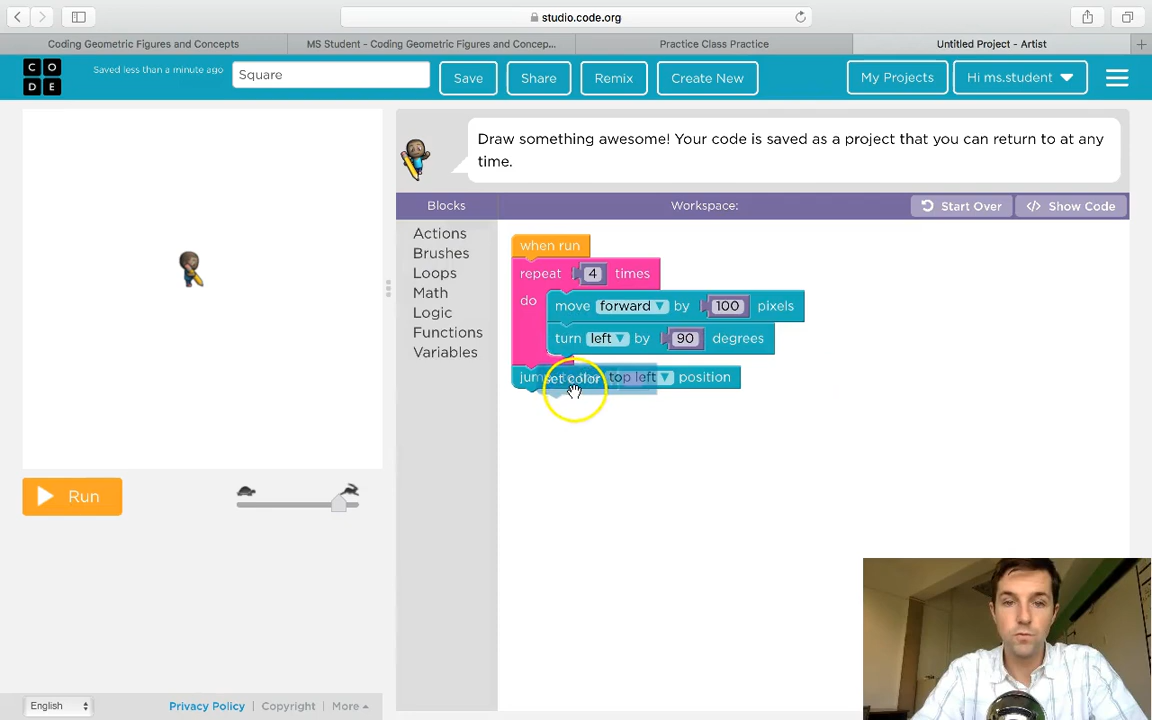 studio.code.org
Coding Geometric Figures and Concepts
MS Student - Coding Geometric Figures and Concep...
Practice Class Practice
Untitled Project - Artist
C O
D E
Saved less than a minute ago
Square
Save
Share
Remix
Create New
My Projects
Hi ms.student
Draw something awesome! Your code is saved as a project that you can return to at any
time.
Blocks
Workspace:
Start Over
</> Show Code
Actions
Brushes
Loops
Math
Logic
Functions
Variables
when run
repeat 4 times
do
move forward by 100 pixels
turn left by 90 degrees
set color
top left position
Run
English
Privacy Policy | Copyright | More